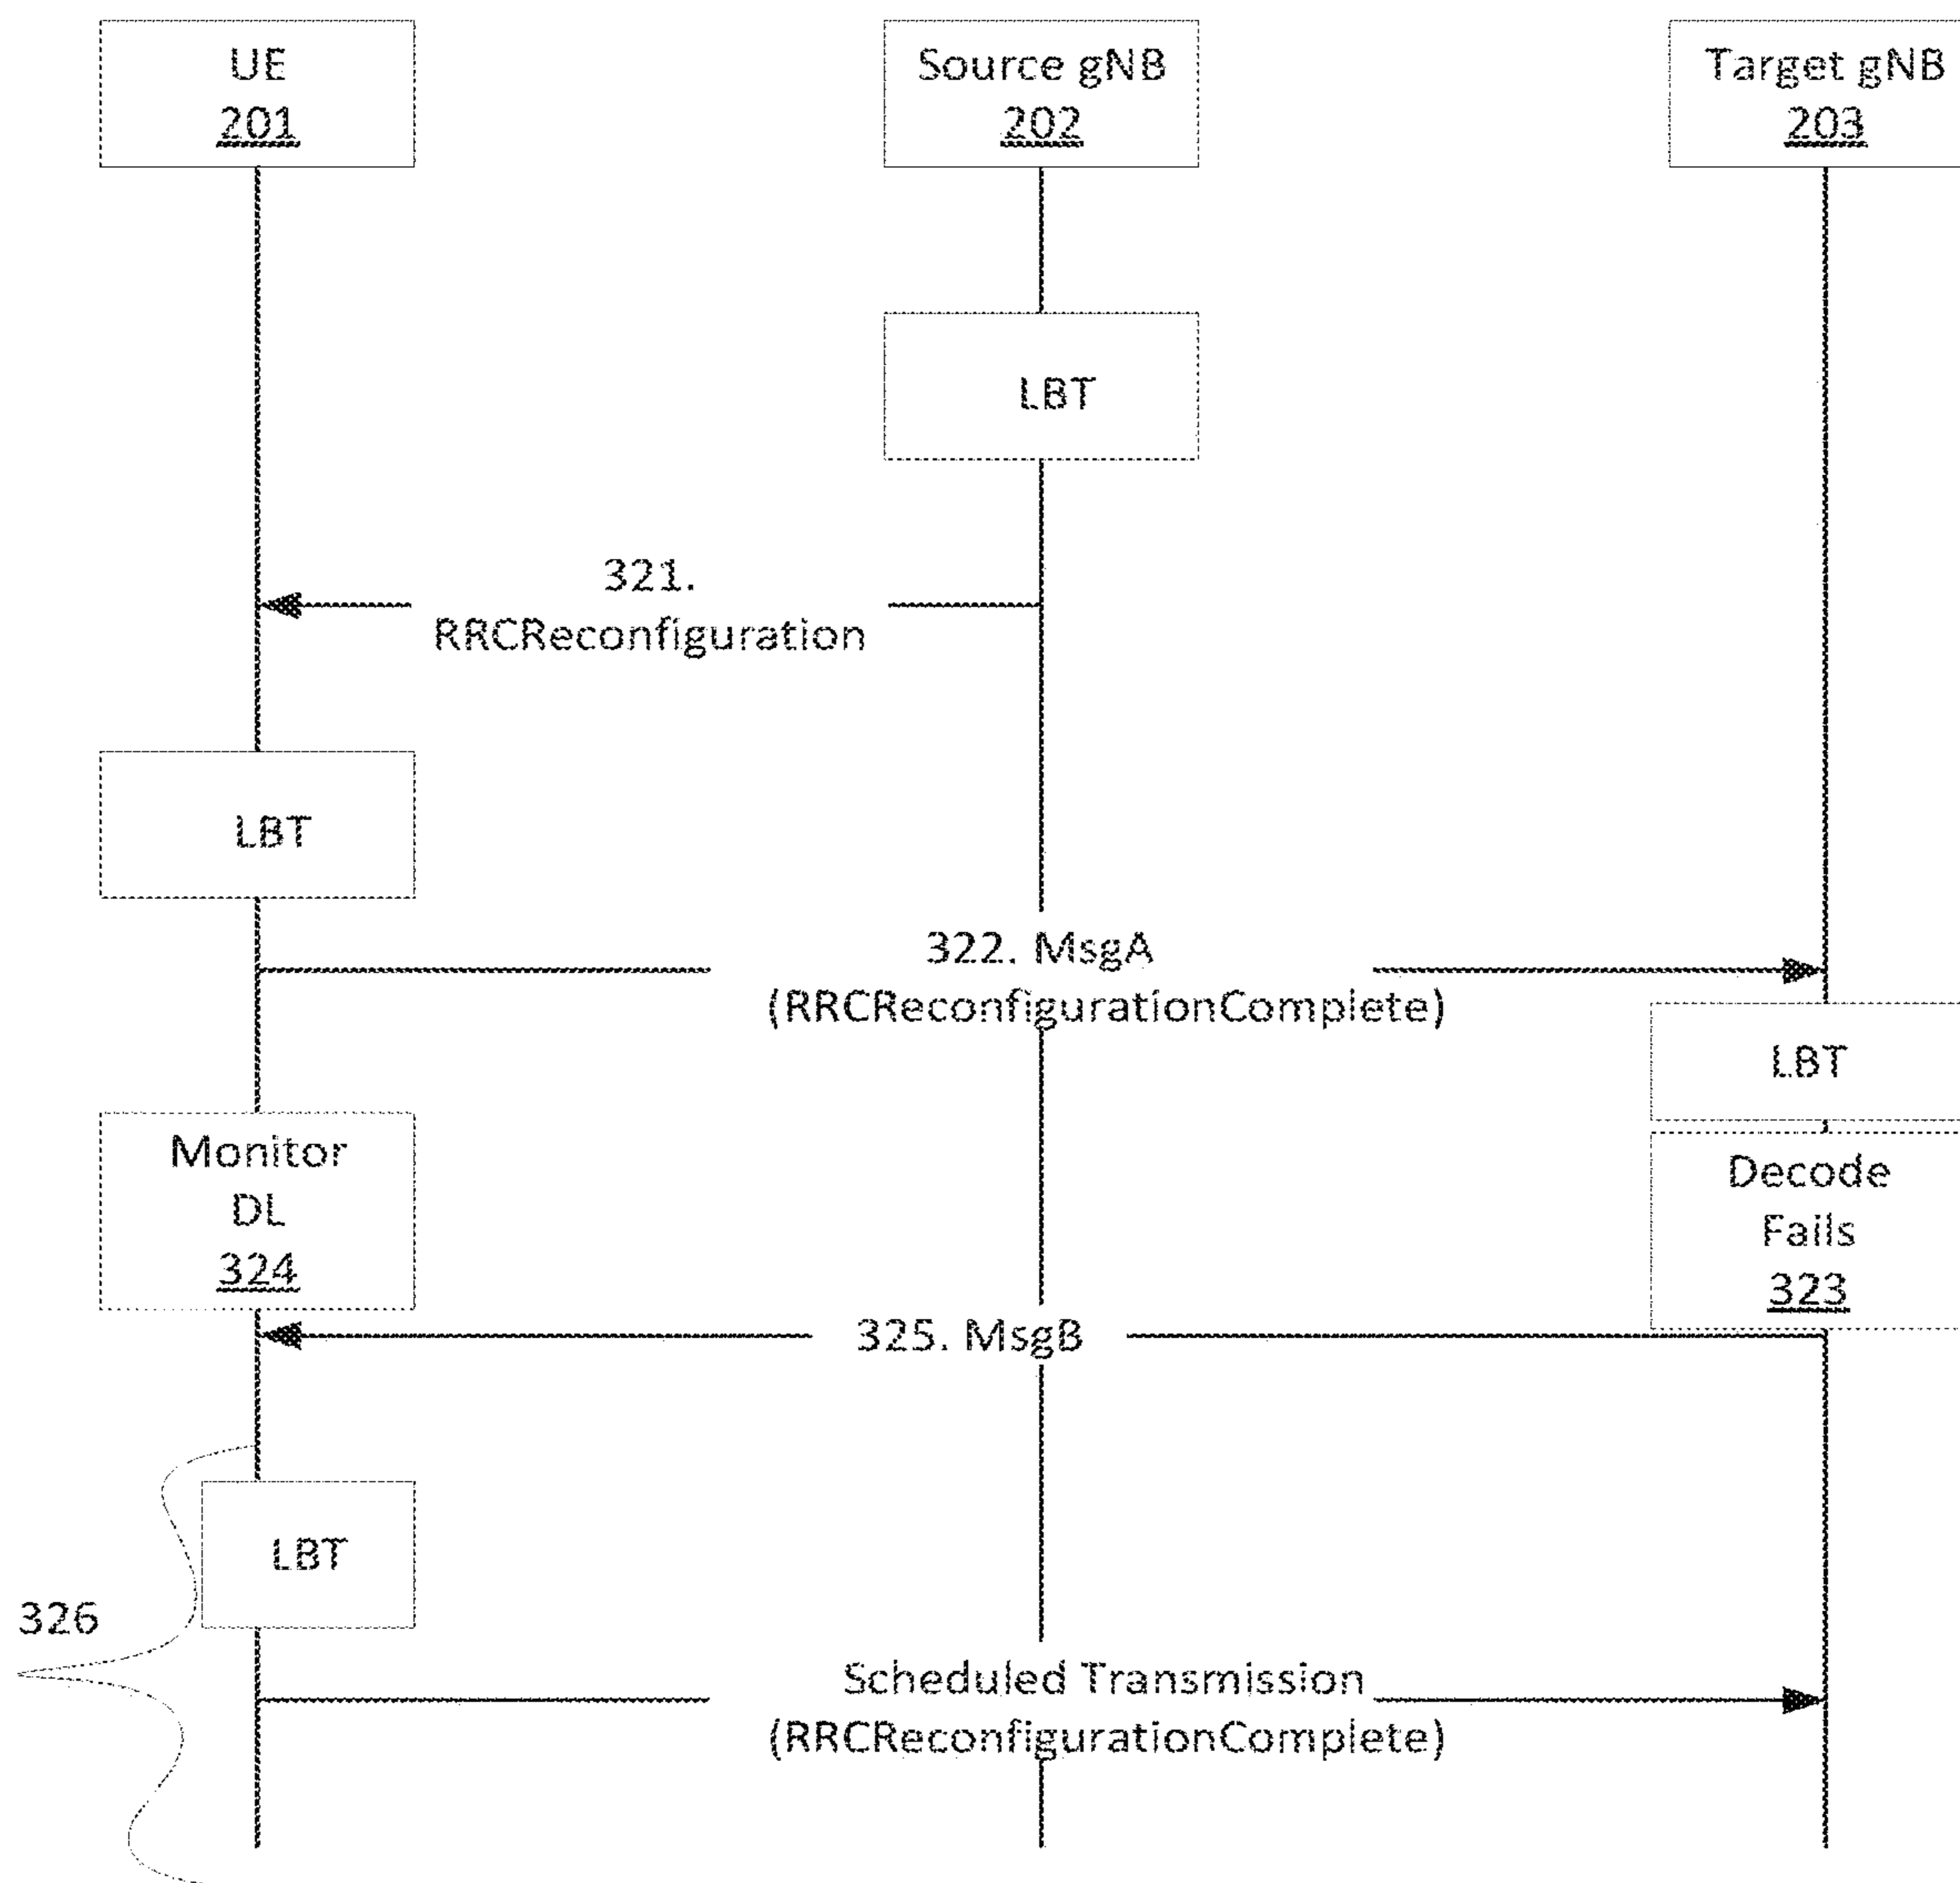 UE
201
Source gNB
202
Target gNB
203
LBT
321.
RRCReconfiguration
LBT
322. MsgA
(RRCReconfigurationComplete)
LBT
Monitor
DL
324
Decode
Fails
323
325. MsgB
LBT
326
Scheduled Transmission
(RRCReconfigurationComplete)